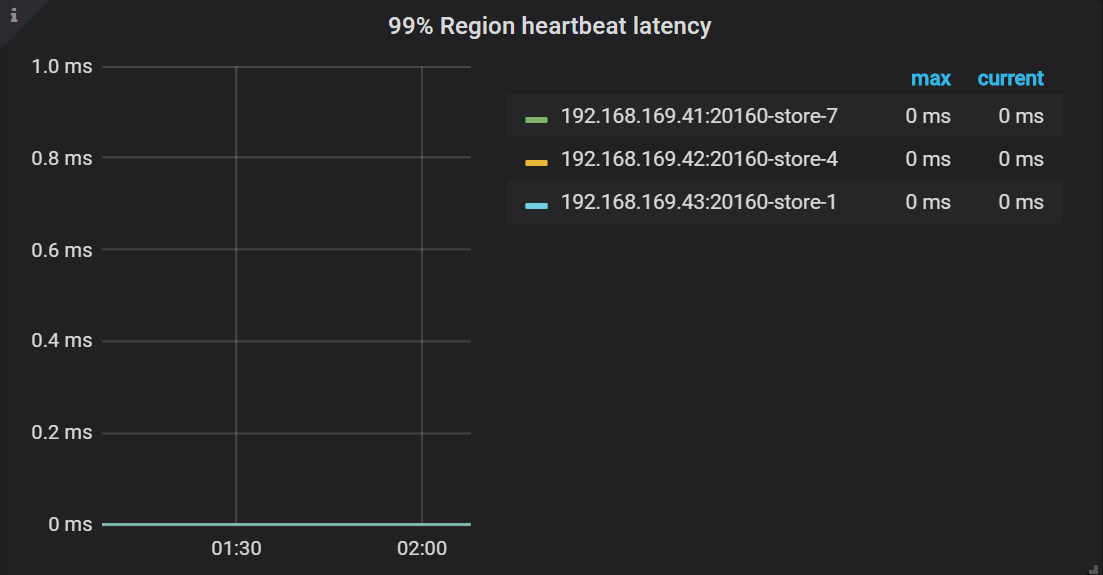 i
99% Region heartbeat latency
1.0 ms
0.8 ms
0.6 ms
0.4 ms
0.2 ms
0 ms
01:30 02:00
max current
192.168.169.41:20160-store-7 0 ms 0 ms
192.168.169.42:20160-store-4 0 ms 0 ms
192.168.169.43:20160-store-1 0 ms 0 ms